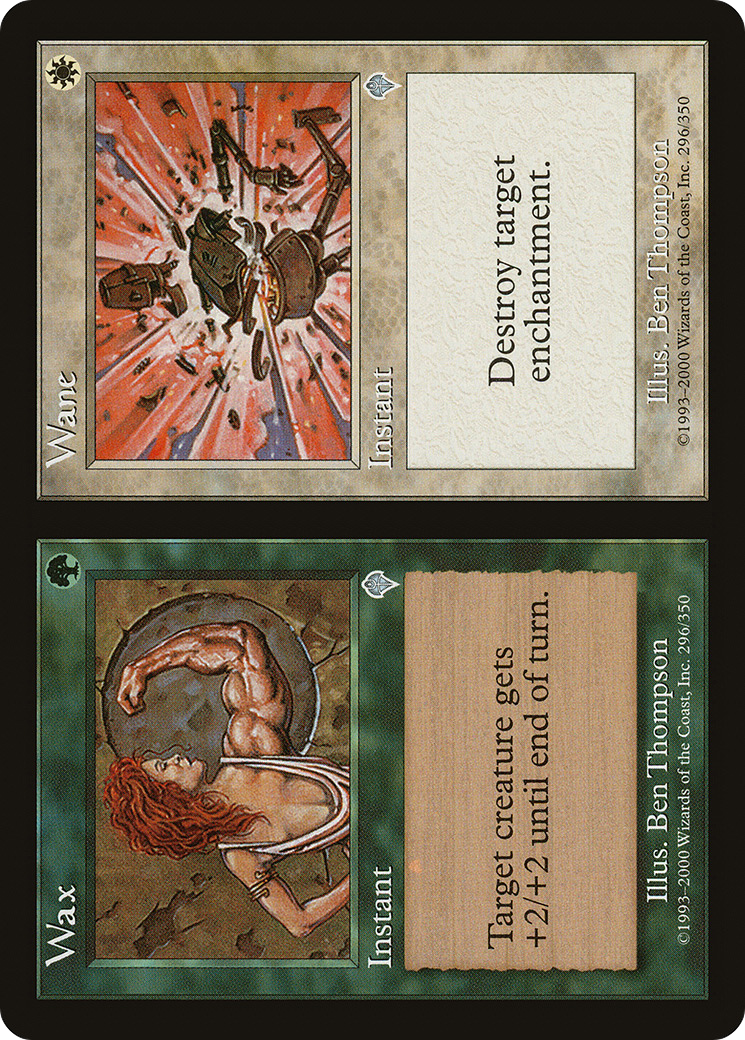 Wax
Instant
Target creature gets
+2/+2 until end of turn.
Illus. Ben Thompson
©1993–2000 Wizards of the Coast, Inc. 296/350
Wane
Instant
Destroy target
enchantment.
Illus. Ben Thompson
©1993–2000 Wizards of the Coast, Inc. 296/350